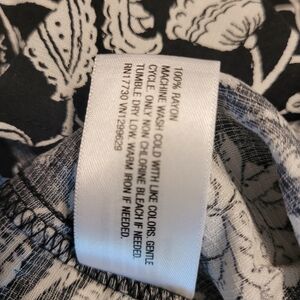 100% RAYON
MACHINE WASH COLD WITH LIKE COLORS, GENTLE
CYCLE. ONLY NON CHLORINE BLEACH IF NEEDED.
TUMBLE DRY LOW. WARM IRON IF NEEDED.
RN17730 VN1299629